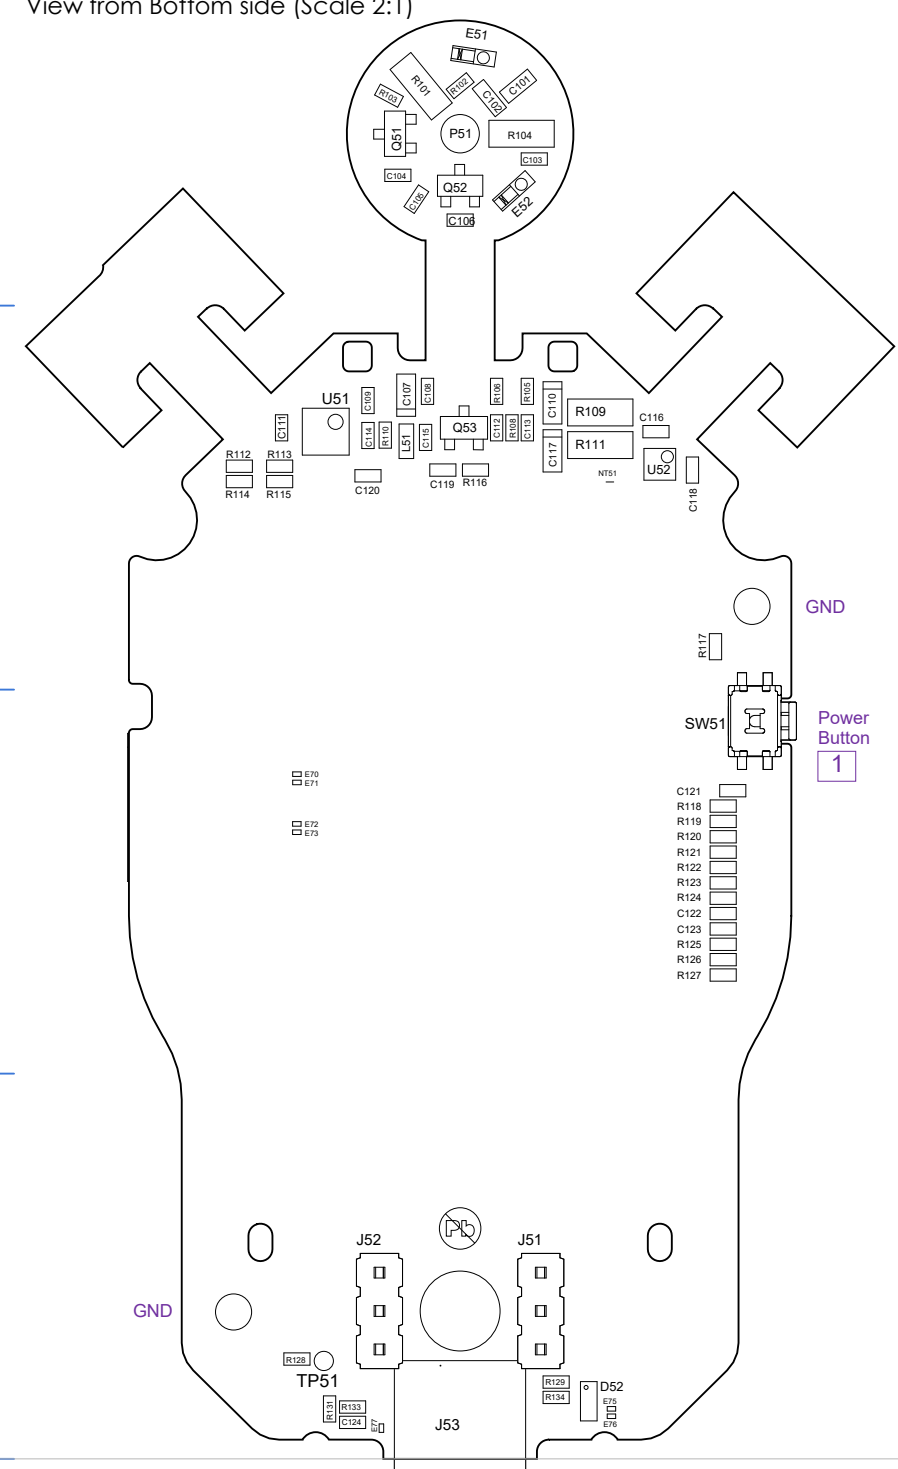 View from Bottom side (Scale 2:1)
E51
R101
R102
C101
R103
C102
Q51
P51
R104
C103
C104
Q52
C105
E52
C106
C107
C108
R106
R105
C110
U51
C109
R109
C116
C111
C114
R110
L51
C115
Q53
C112
R108
C113
C117
R111
R112
R113
U52
NT51
R114
R115
C120
C119
R116
C118
GND
R117
SW51
Power
Button
1
E70
E71
C121
R118
E72
R119
E73
R120
R121
R122
R123
R124
C122
C123
R125
R126
R127
Pb
J52
J51
GND
R128
TP51
R129
D52
R134
R131
R133
C124
E77
E75
E76
J53